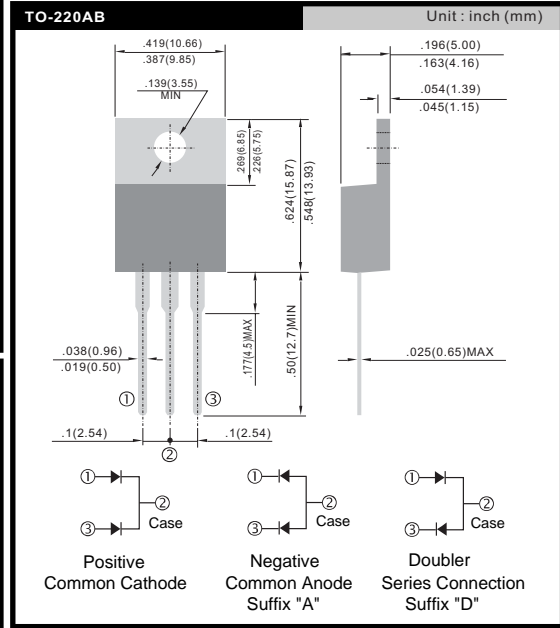 TO-220AB
Unit : inch (mm)
.419(10.66)
.387(9.85)
.139(3.55)
MIN
.196(5.00)
.163(4.16)
.054(1.39)
.045(1.15)
.269(6.85)
.226(5.75)
.624(15.87)
.548(13.93)
.177(4.5)MAX
.50(12.7)MIN
.038(0.96)
.019(0.50)
.025(0.65)MAX
① ③
.1(2.54) .1(2.54)
②
① ② ③ Case
① ② ③ Case
① ② ③ Case
Positive
Common Cathode
Negative
Common Anode
Suffix "A"
Doubler
Series Connection
Suffix "D"